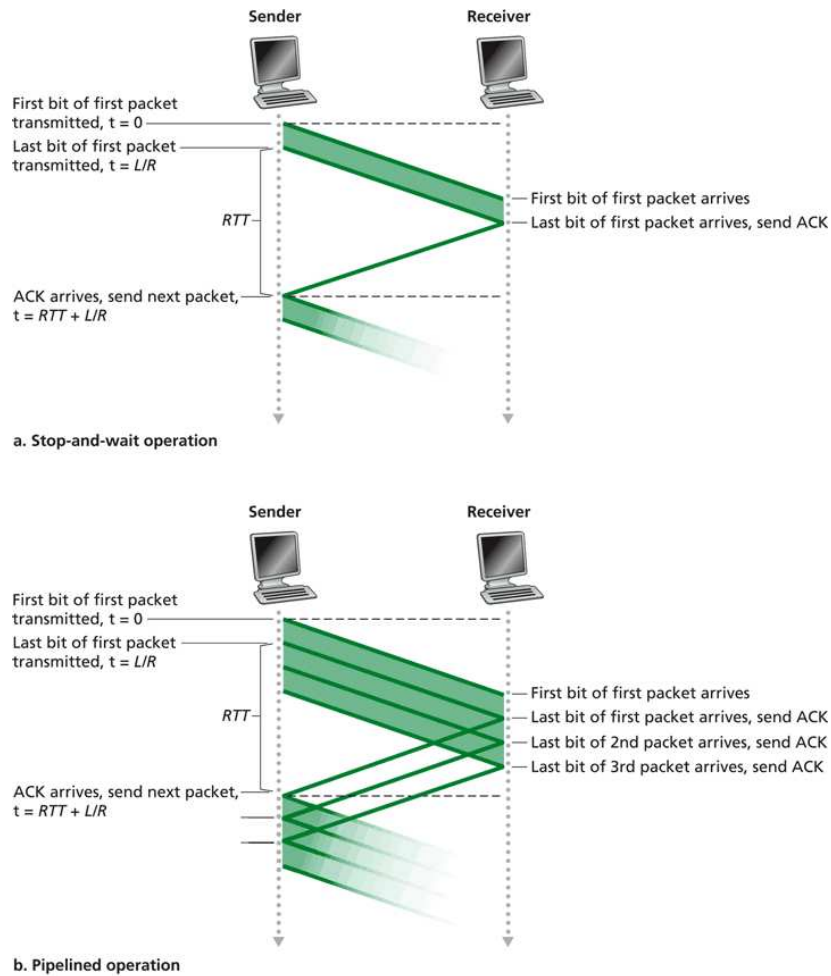 Sender
Receiver
First bit of first packet
transmitted, t = 0
Last bit of first packet
transmitted, t = L/R
First bit of first packet arrives
Last bit of first packet arrives, send ACK
RTT
ACK arrives, send next packet,
t = RTT + L/R
a. Stop-and-wait operation
Sender
Receiver
First bit of first packet
transmitted, t = 0
Last bit of first packet
transmitted, t = L/R
First bit of first packet arrives
Last bit of first packet arrives, send ACK
RTT
Last bit of 2nd packet arrives, send ACK
Last bit of 3rd packet arrives, send ACK
ACK arrives, send next packet,
t = RTT + L/R
b. Pipelined operation